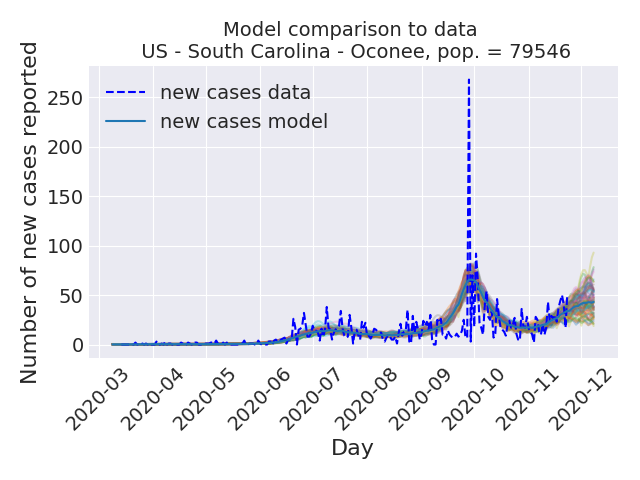 Model comparison to data
US - South Carolina - Oconee, pop. = 79546
Number of new cases reported
new cases data
new cases model
250
200
150
100
50
0
2020-03
2020-04
2020-05
2020-06
2020-07
2020-08
2020-09
2020-10
2020-11
2020-12
Day